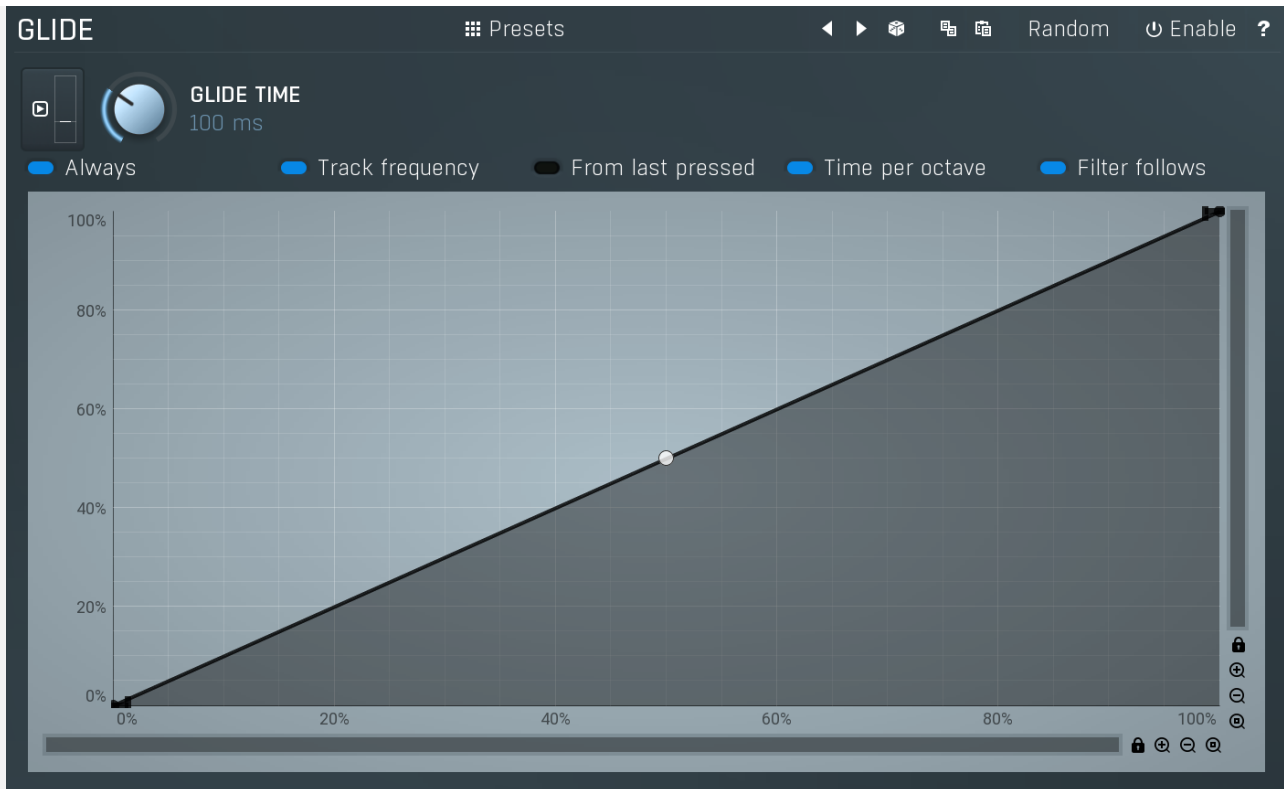 GLIDE Presets Random Enable ?
GLIDE TIME
100 ms
Always Track frequency From last pressed Time per octave Filter follows
100%
80%
60%
40%
20%
0%
0% 20% 40% 60% 80% 100%